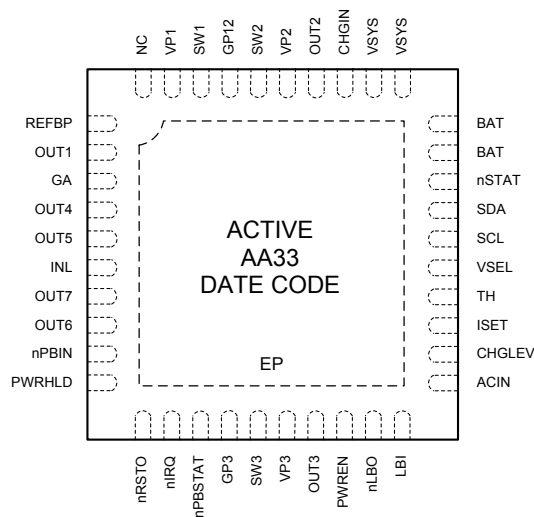 NC
VP1
SW1
GP12
SW2
VP2
OUT2
CHGIN
VSYS
VSYS
REFBP
OUT1
GA
OUT4
OUT5
INL
OUT7
OUT6
nPBIN
PWRHLD
ACTIVE
AA33
DATE CODE
EP
BAT
BAT
nSTAT
SDA
SCL
VSEL
TH
ISET
CHGLEV
ACIN
nRSTO
nIRQ
nPBSTAT
GP3
SW3
VP3
OUT3
PWREN
nLBO
LBI